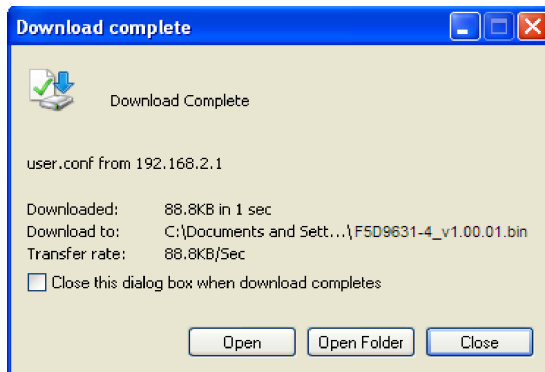 Download complete
Download Complete
user.conf from 192.168.2.1
Downloaded: 88.8KB in 1 sec
Download to: C:\Documents and Sett...\F5D9631-4_v1.00.01.bin
Transfer rate: 88.8KB/Sec
Close this dialog box when download completes
Open Open Folder Close